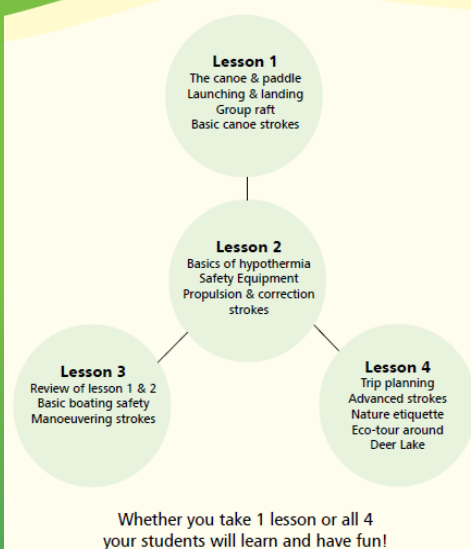 Lesson 1
The canoe & paddle
Launching & landing
Group raft
Basic canoe strokes
Lesson 2
Basics of hypothermia
Safety Equipment
Propulsion & correction
strokes
Lesson 3
Review of lesson 1 & 2
Basic boating safety
Manoeuvering strokes
Lesson 4
Trip planning
Advanced strokes
Nature etiquette
Eco-tour around
Deer Lake
Whether you take 1 lesson or all 4
your students will learn and have fun!